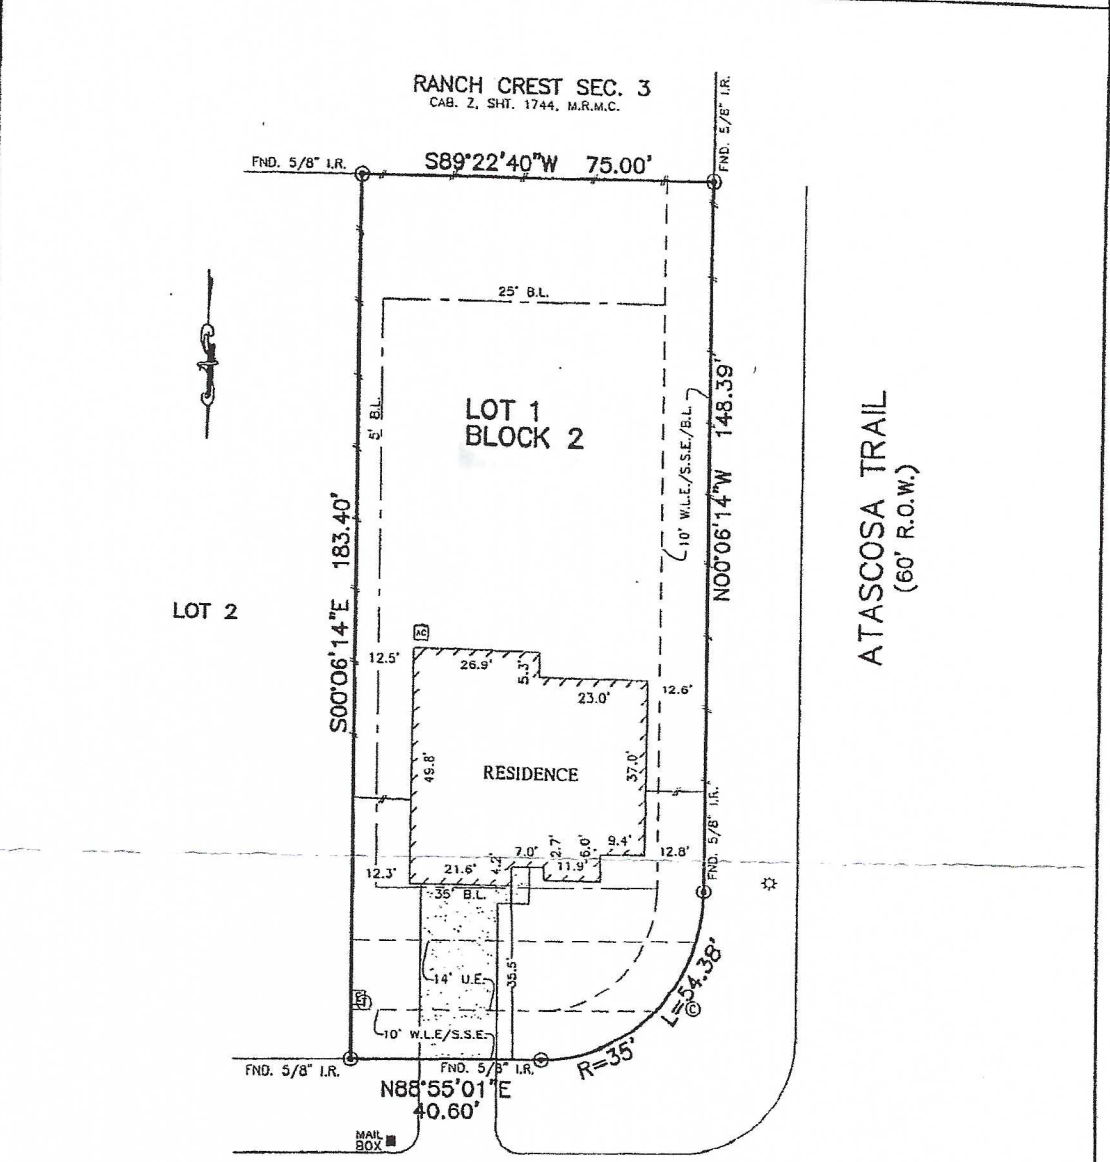 RANCH CREST SEC. 3
CAB. Z, SHT. 1744, M.R.M.C.
FND. 5/8" I.R.
S89°22'40"W 75.00'
FND. 5/8" I.R.
25' B.L.
5' B.L.
LOT 1
BLOCK 2
10' W.L.E./S.S.E./B.L.
N00°06'14"W 148.39'
ATASCOSA TRAIL
(60' R.O.W.)
S00°06'14"E 183.40'
LOT 2
AC
12.5'
26.9'
5.3'
23.0'
12.6'
49.8'
RESIDENCE
37.0'
FND. 5/8" I.R.
7.0'
2.7'
6.0'
9.4'
12.8'
12.3'
21.6'
4.2'
11.9'
35' B.L.
14' U.E.
35.5'
10' W.L.E/S.S.E.
L=54.38'
C
R=35'
FND. 5/8" I.R.
FND. 5/8" I.R.
N88°55'01"E
40.60'
MAIL
BOX